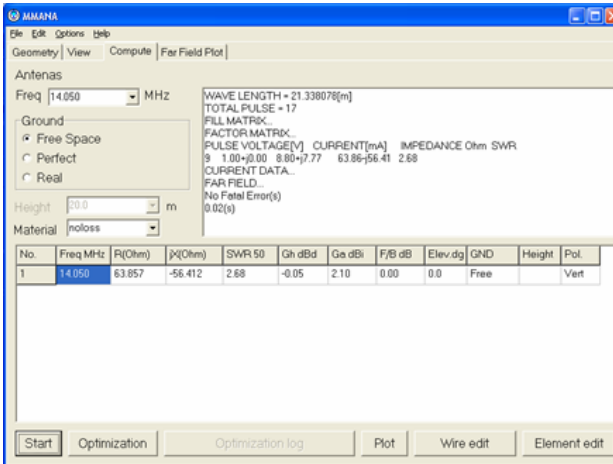 MMANA
File Edit Options Help
Geometry View Compute Far Field Plot
Antenas
Freq 14.050 MHz
Ground
Free Space
Perfect
Real
Height 20.0 m
Material noloss
WAVE LENGTH = 21.338078[m]
TOTAL PULSE = 17
FILL MATRIX...
FACTOR MATRIX...
PULSE VOLTAGE[V] CURRENT[mA] IMPEDANCE Ohm SWR
9 1.00+j0.00 8.80+j7.77 63.86-j56.41 2.68
CURRENT DATA...
FAR FIELD...
No Fatal Error(s)
0.02(s)
No. Freq MHz R(Ohm) jX(Ohm) SWR 50 Gh dBd Ga dBi F/B dB Elev.dg GND Height Pol.
1 14.050 63.857 -56.412 2.68 -0.05 2.10 0.00 0.0 Free Vert
Start Optimization Optimization log Plot Wire edit Element edit